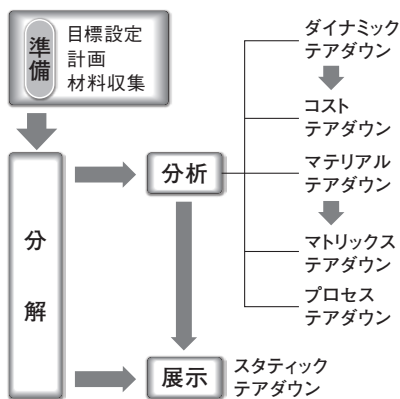 準備
目標設定
計画
材料収集
分解
分析
展示
スタティック
テアダウン
ダイナミック
テアダウン
コスト
テアダウン
マテリアル
テアダウン
マトリックス
テアダウン
プロセス
テアダウン